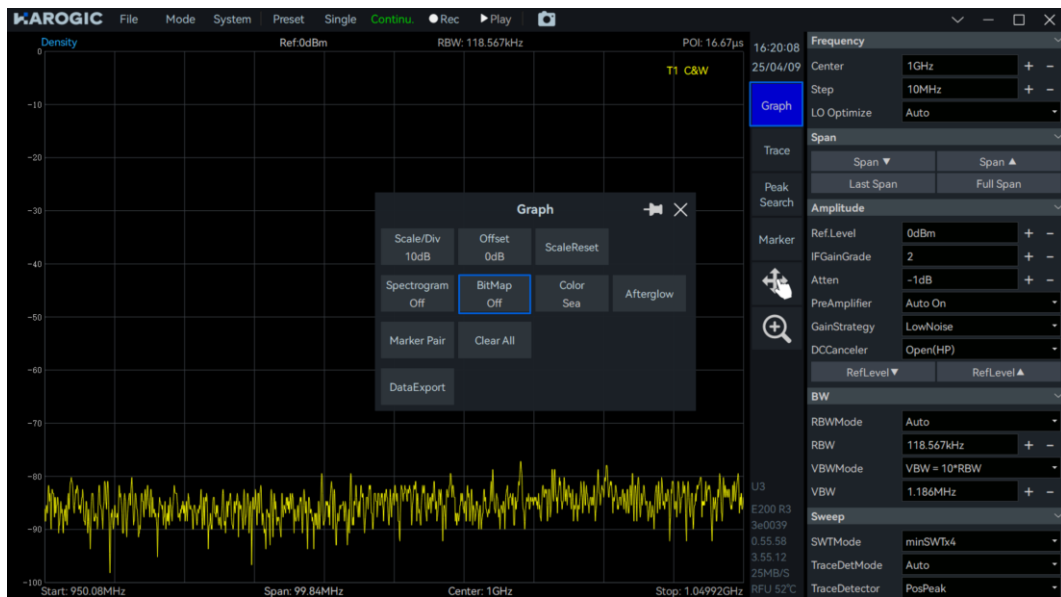 HAROGIC File Mode System Preset Single Continu. Rec Play
Density Ref:0dBm RBW: 118.567kHz POI: 16.67μs
T1 C&W
0
-10
-20
-30
-40
-50
-60
-70
-80
-90
-100
Start: 950.08MHz Span: 99.84MHz Center: 1GHz Stop: 1.04992GHz
Graph
Scale/Div
10dB
Offset
0dB
ScaleReset
Spectrogram
Off
BitMap
Off
Color
Sea
Afterglow
Marker Pair Clear All
DataExport
16:20:08
25/04/09
Graph
Trace
Peak
Search
Marker
U3
E200 R3
3e0039
0.55.58
3.55.12
25MB/S
RFU 52°C
Frequency
Center 1GHz + -
Step 10MHz + -
LO Optimize Auto
Span
Span ▼ Span ▲
Last Span Full Span
Amplitude
Ref.Level 0dBm + -
IFGainGrade 2 + -
Atten -1dB + -
PreAmplifier Auto On
GainStrategy LowNoise
DCCanceler Open(HP)
RefLevel▼ RefLevel▲
BW
RBWMode Auto
RBW 118.567kHz + -
VBWMode VBW = 10*RBW
VBW 1.186MHz + -
Sweep
SWTMode minSWTx4
TraceDetMode Auto
TraceDetector PosPeak